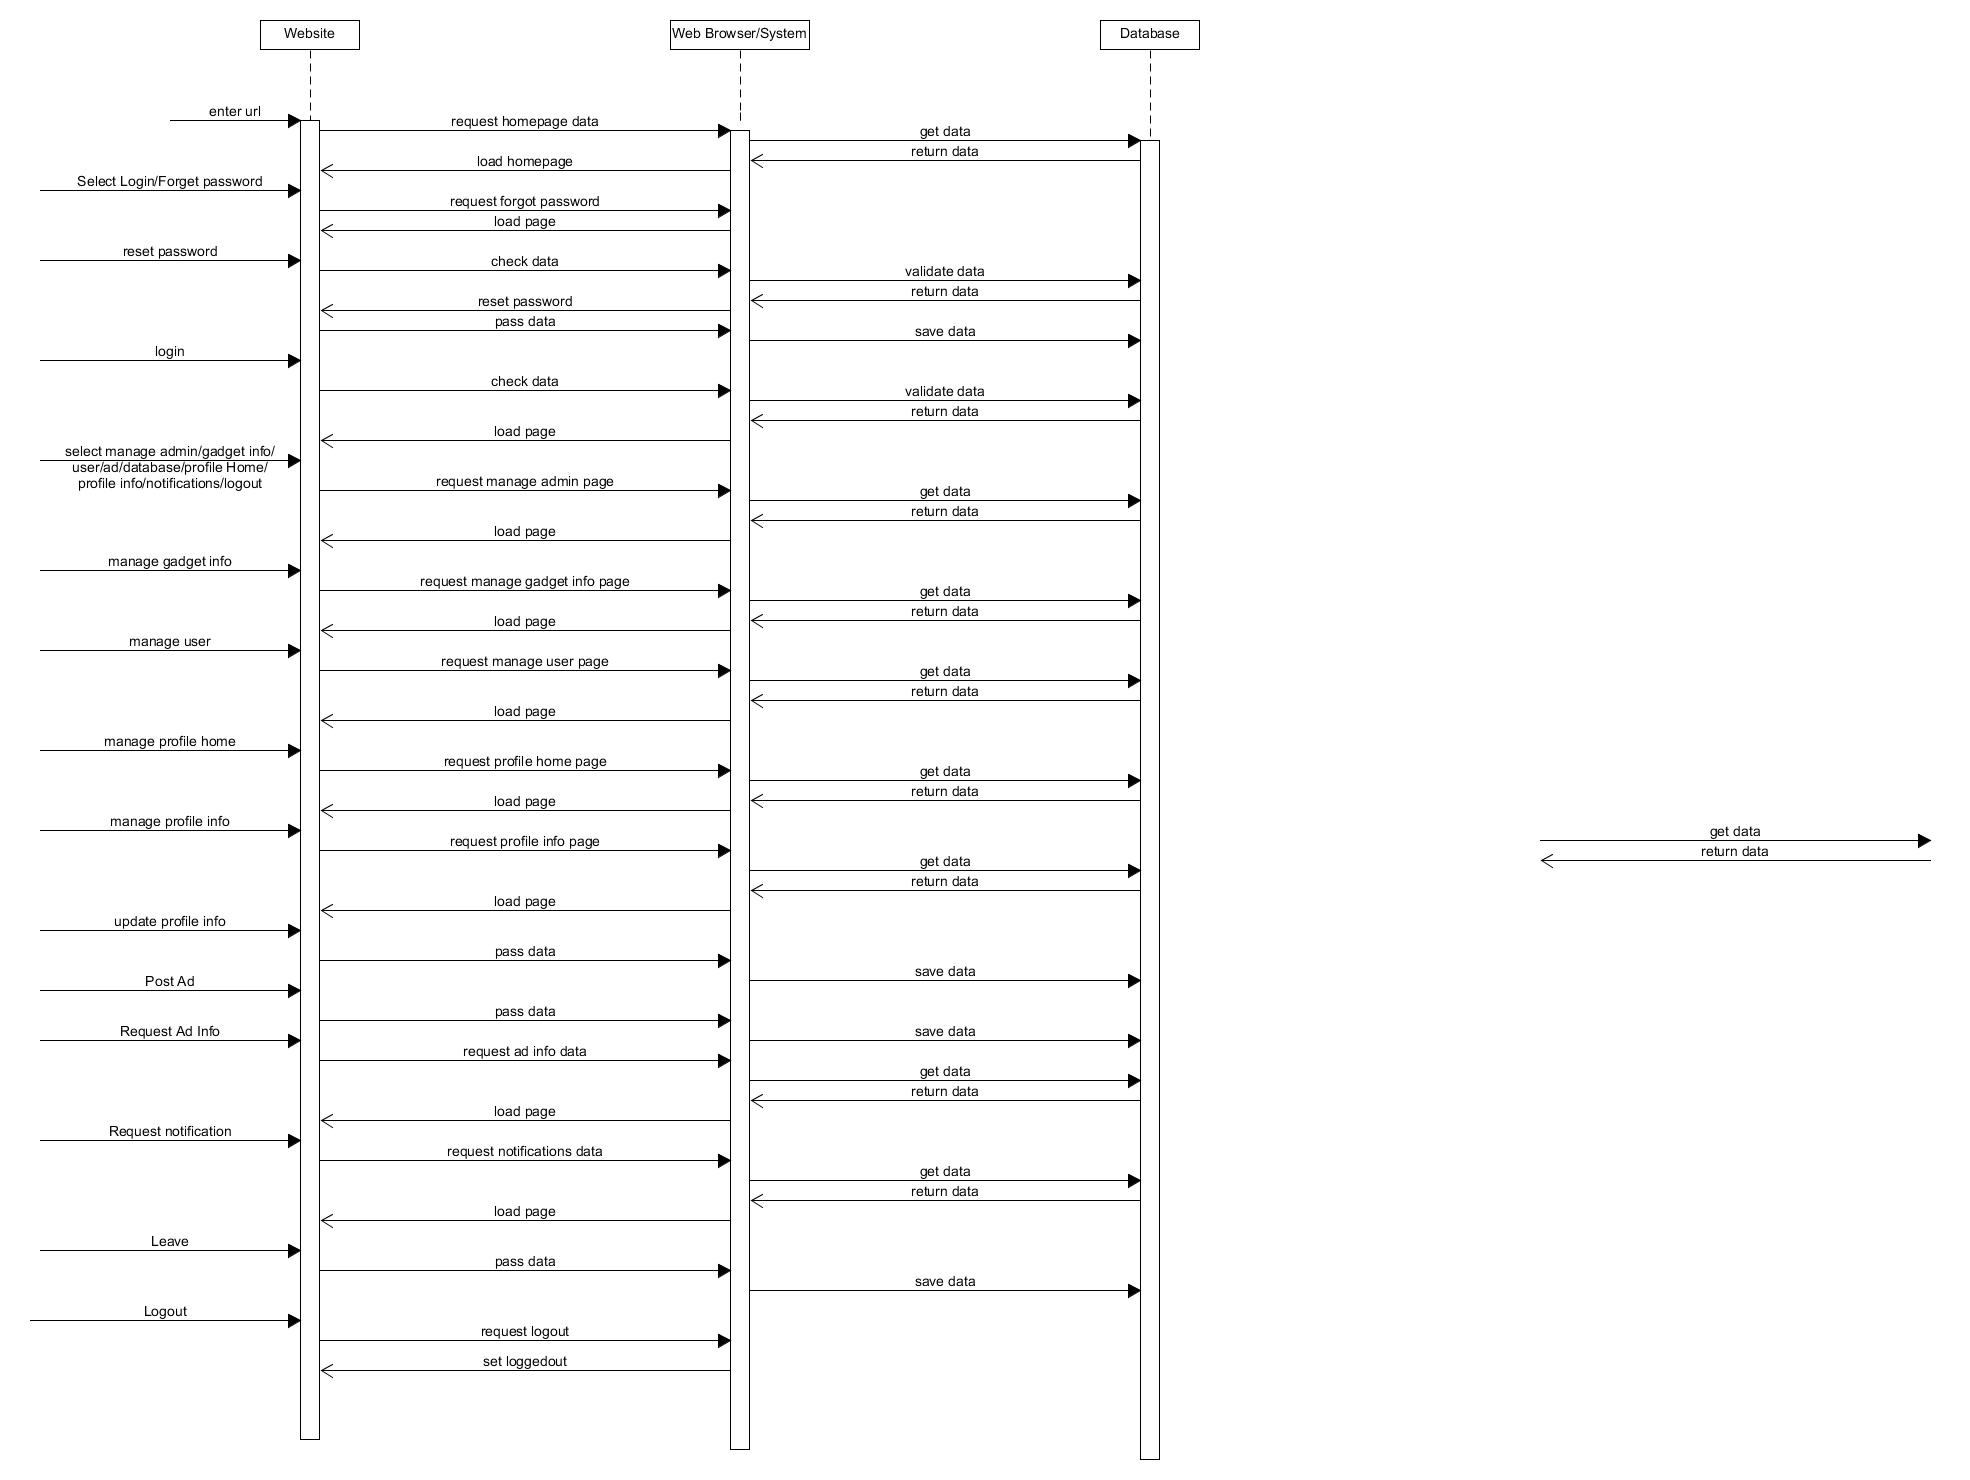 Website
Web Browser/System
Database
enter url
request homepage data
get data
return data
load homepage
Select Login/Forget password
request forgot password
load page
reset password
check data
validate data
return data
reset password
pass data
save data
login
check data
validate data
return data
load page
select manage admin/gadget info/
user/ad/database/profile Home/
profile info/notifications/logout
request manage admin page
get data
return data
load page
manage gadget info
request manage gadget info page
get data
return data
load page
manage user
request manage user page
get data
return data
load page
manage profile home
request profile home page
get data
return data
load page
manage profile info
get data
request profile info page
return data
get data
return data
load page
update profile info
pass data
save data
Post Ad
pass data
Request Ad Info
save data
request ad info data
get data
return data
load page
Request notification
request notifications data
get data
return data
load page
Leave
pass data
save data
Logout
request logout
set loggedout